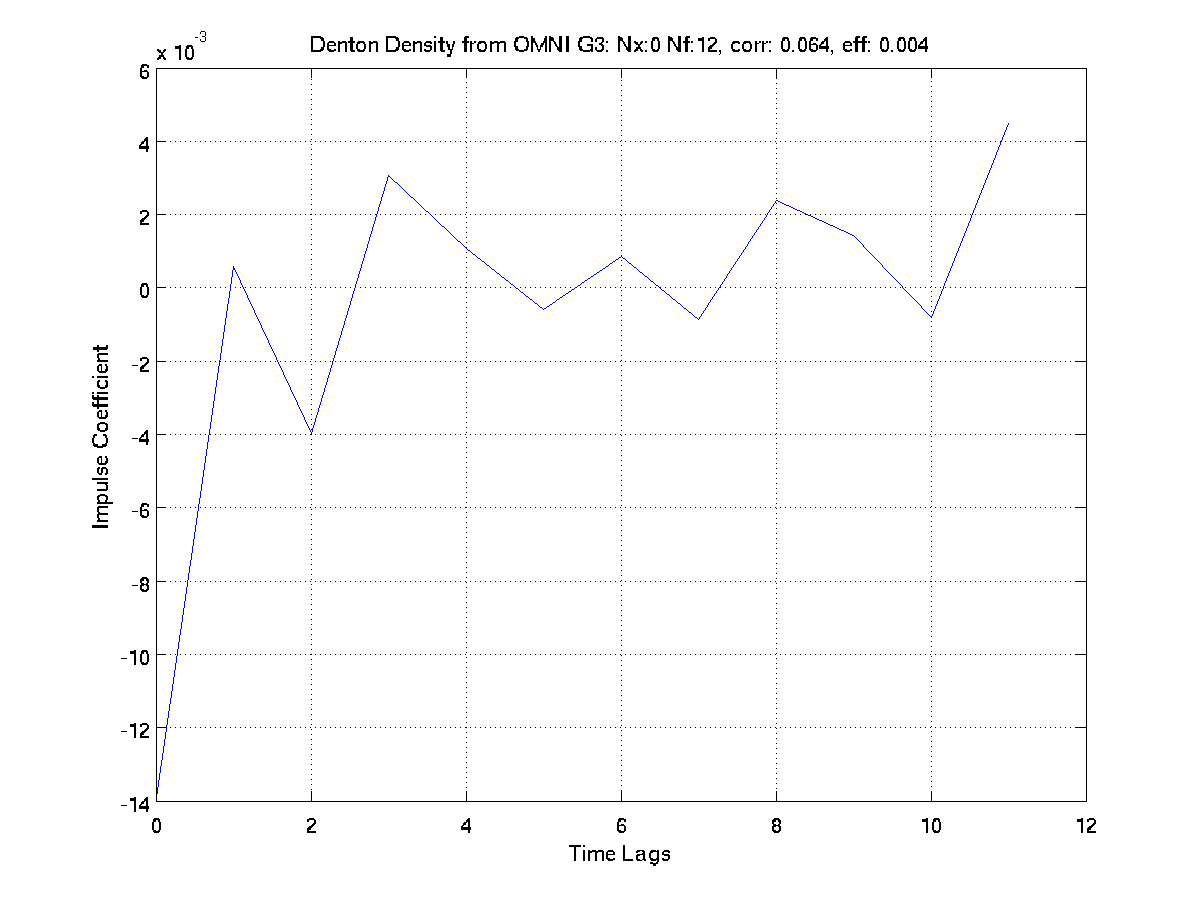 x 10-3
Denton Density from OMNI G3: Nx:0 Nf:12, corr: 0.064, eff: 0.004
6
4
2
0
-2
-4
-6
-8
-10
-12
-14
Impulse Coefficient
0 2 4 6 8 10 12
Time Lags